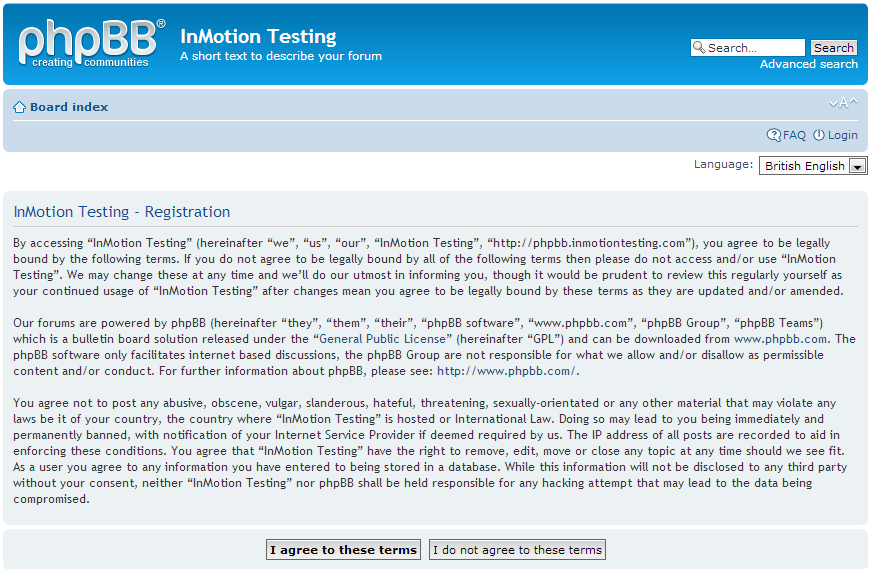 phpBB®
creating communities
InMotion Testing
A short text to describe your forum
Search...
Search
Advanced search
Board index
A
FAQ
Login
Language:
British English
InMotion Testing - Registration
By accessing “InMotion Testing” (hereinafter “we”, “us”, “our”, “InMotion Testing”, “http://phpbb.inmotiontesting.com”), you agree to be legally
bound by the following terms. If you do not agree to be legally bound by all of the following terms then please do not access and/or use “InMotion
Testing”. We may change these at any time and we’ll do our utmost in informing you, though it would be prudent to review this regularly yourself as
your continued usage of “InMotion Testing” after changes mean you agree to be legally bound by these terms as they are updated and/or amended.
Our forums are powered by phpBB (hereinafter “they”, “them”, “their”, “phpBB software”, “www.phpbb.com”, “phpBB Group”, “phpBB Teams”)
which is a bulletin board solution released under the “General Public License” (hereinafter “GPL”) and can be downloaded from www.phpbb.com. The
phpBB software only facilitates internet based discussions, the phpBB Group are not responsible for what we allow and/or disallow as permissible
content and/or conduct. For further information about phpBB, please see: http://www.phpbb.com/.
You agree not to post any abusive, obscene, vulgar, slanderous, hateful, threatening, sexually-orientated or any other material that may violate any
laws be it of your country, the country where “InMotion Testing” is hosted or International Law. Doing so may lead to you being immediately and
permanently banned, with notification of your Internet Service Provider if deemed required by us. The IP address of all posts are recorded to aid in
enforcing these conditions. You agree that “InMotion Testing” have the right to remove, edit, move or close any topic at any time should we see fit.
As a user you agree to any information you have entered to being stored in a database. While this information will not be disclosed to any third party
without your consent, neither “InMotion Testing” nor phpBB shall be held responsible for any hacking attempt that may lead to the data being
compromised.
I agree to these terms
I do not agree to these terms